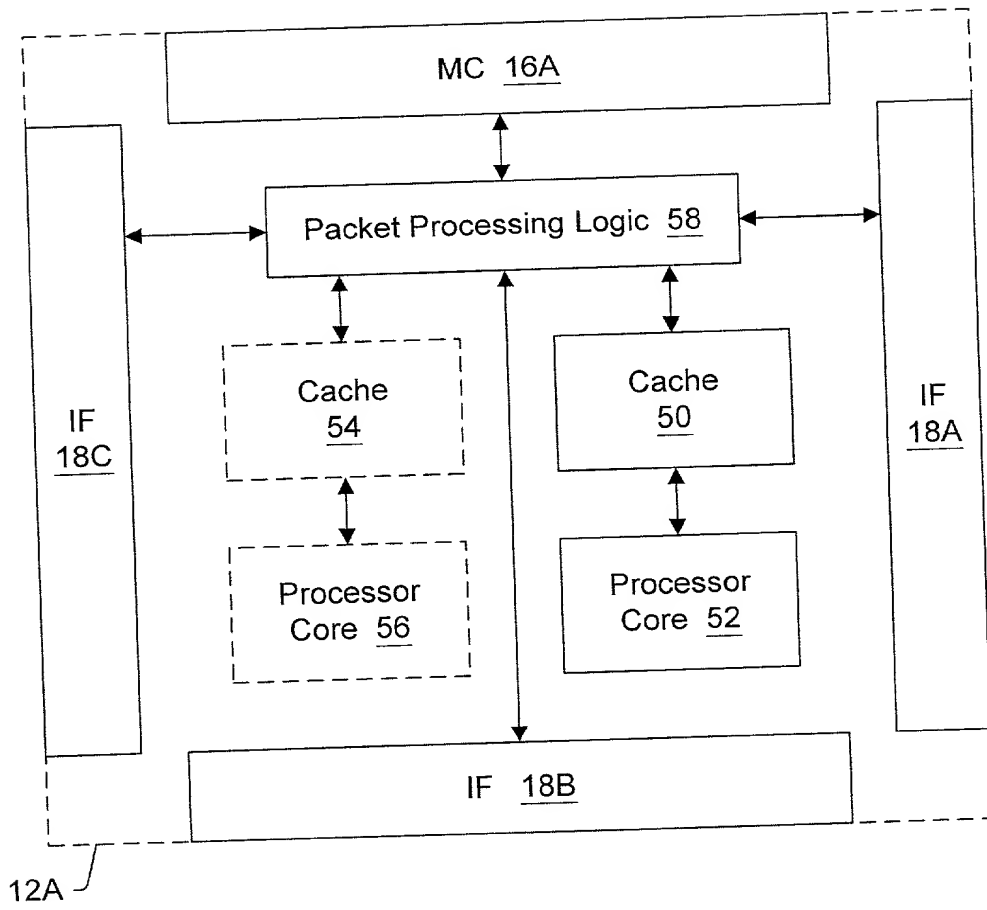 MC 16A
Packet Processing Logic 58
Cache
54
Cache
50
IF
18C
IF
18A
Processor
Core 56
Processor
Core 52
IF 18B
12A